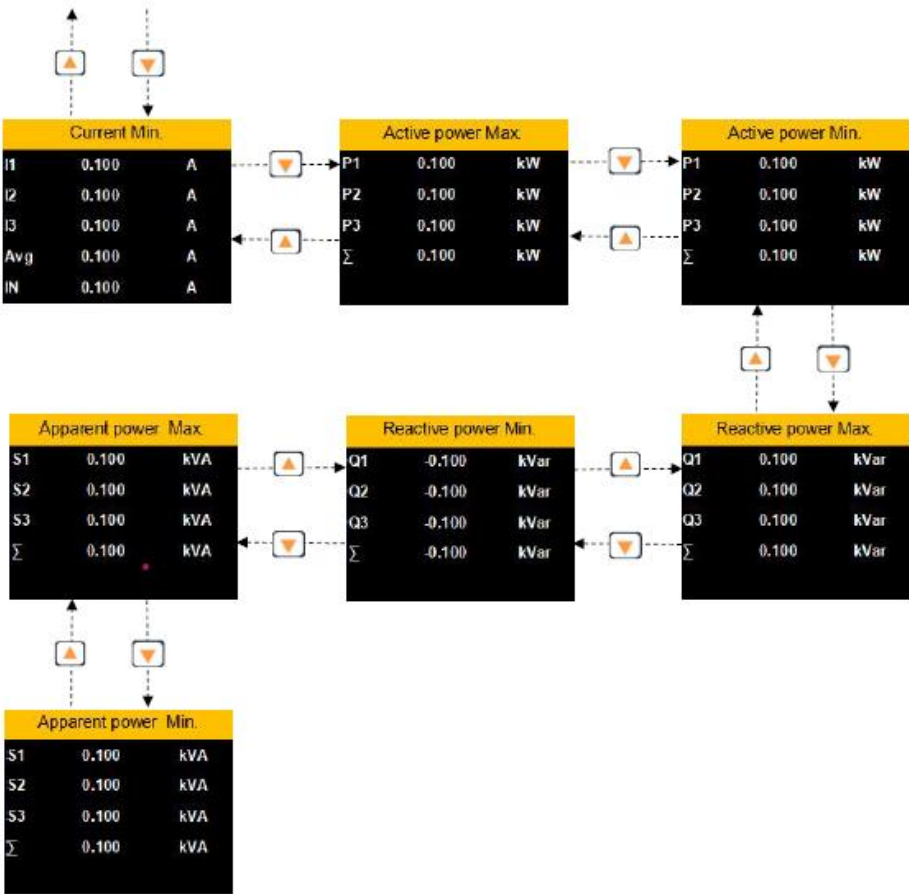 Current Min.
I1 0.100 A
I2 0.100 A
I3 0.100 A
Avg 0.100 A
IN 0.100 A
Active power Max.
P1 0.100 kW
P2 0.100 kW
P3 0.100 kW
∑ 0.100 kW
Active power Min.
P1 0.100 kW
P2 0.100 kW
P3 0.100 kW
∑ 0.100 kW
Apparent power Max.
S1 0.100 kVA
S2 0.100 kVA
S3 0.100 kVA
∑ 0.100 kVA
Reactive power Min.
Q1 -0.100 kVar
Q2 -0.100 kVar
Q3 -0.100 kVar
∑ -0.100 kVar
Reactive power Max.
Q1 0.100 kVar
Q2 0.100 kVar
Q3 0.100 kVar
∑ 0.100 kVar
Apparent power Min.
S1 0.100 kVA
S2 0.100 kVA
S3 0.100 kVA
∑ 0.100 kVA